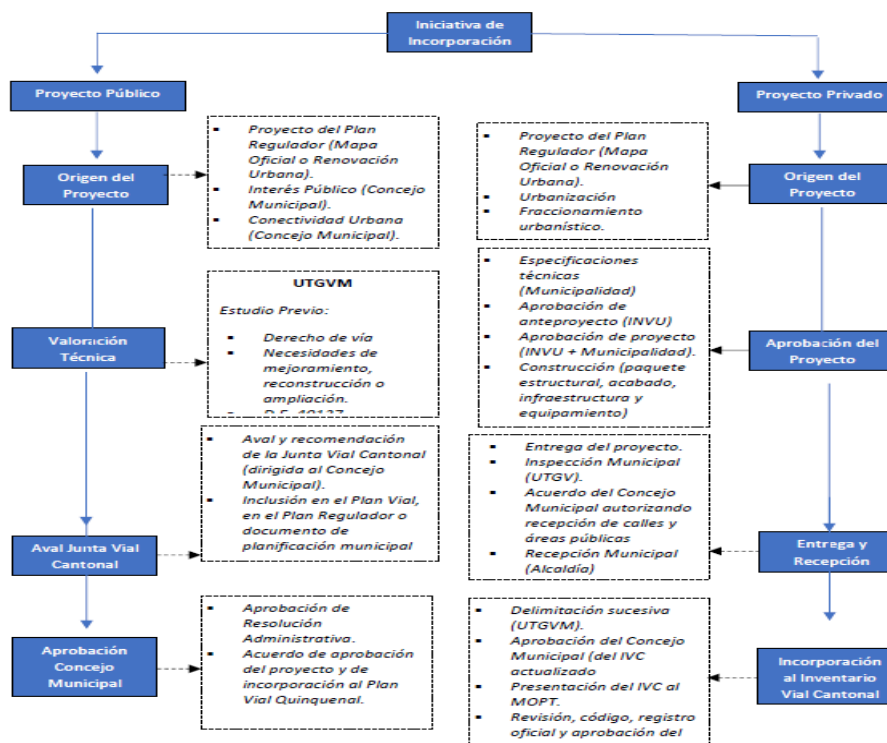 Iniciativa de
Incorporación
Proyecto Público
Proyecto Privado
Origen del
Proyecto
▪ Proyecto del Plan
Regulador (Mapa
Oficial o Renovación
Urbana).
▪ Interés Público (Concejo
Municipal).
▪ Conectividad Urbana
(Concejo Municipal).
▪ Proyecto del Plan
Regulador (Mapa
Oficial o Renovación
Urbana).
▪ Urbanización
▪ Fraccionamiento
urbanístico.
Origen del
Proyecto
Valoración
Técnica
UTGVM
Estudio Previo:
▪ Derecho de vía
▪ Necesidades de
mejoramiento,
reconstrucción o
ampliación.
▪ Especificaciones
técnicas
(Municipalidad)
▪ Aprobación de
anteproyecto (INVU)
▪ Aprobación de
proyecto
(INVU + Municipalidad).
▪ Construcción (paquete
estructural, acabado,
infraestructura y
equipamiento)
Aprobación del
Proyecto
Aval Junta Vial
Cantonal
▪ Aval y recomendación
de la Junta Vial Cantonal
(dirigida al Concejo
Municipal).
▪ Inclusión en el Plan Vial,
en el Plan Regulador o
documento de
planificación municipal
▪ Entrega del proyecto.
▪ Inspección Municipal
(UTGV).
▪ Acuerdo del Concejo
Municipal autorizando
recepción de calles y
áreas públicas
▪ Recepción Municipal
(Alcaldía)
Entrega y
Recepción
Aprobación
Concejo
Municipal
▪ Aprobación de
Resolución
Administrativa.
▪ Acuerdo de aprobación
del proyecto y de
incorporación al Plan
Vial Quinquenal.
▪ Delimitación sucesiva
(UTGVM).
▪ Aprobación del Concejo
Municipal (del IVC
actualizado
▪ Presentación del IVC al
MOPT.
▪ Revisión, código, registro
oficial y aprobación del
Incorporación
al Inventario
Vial Cantonal